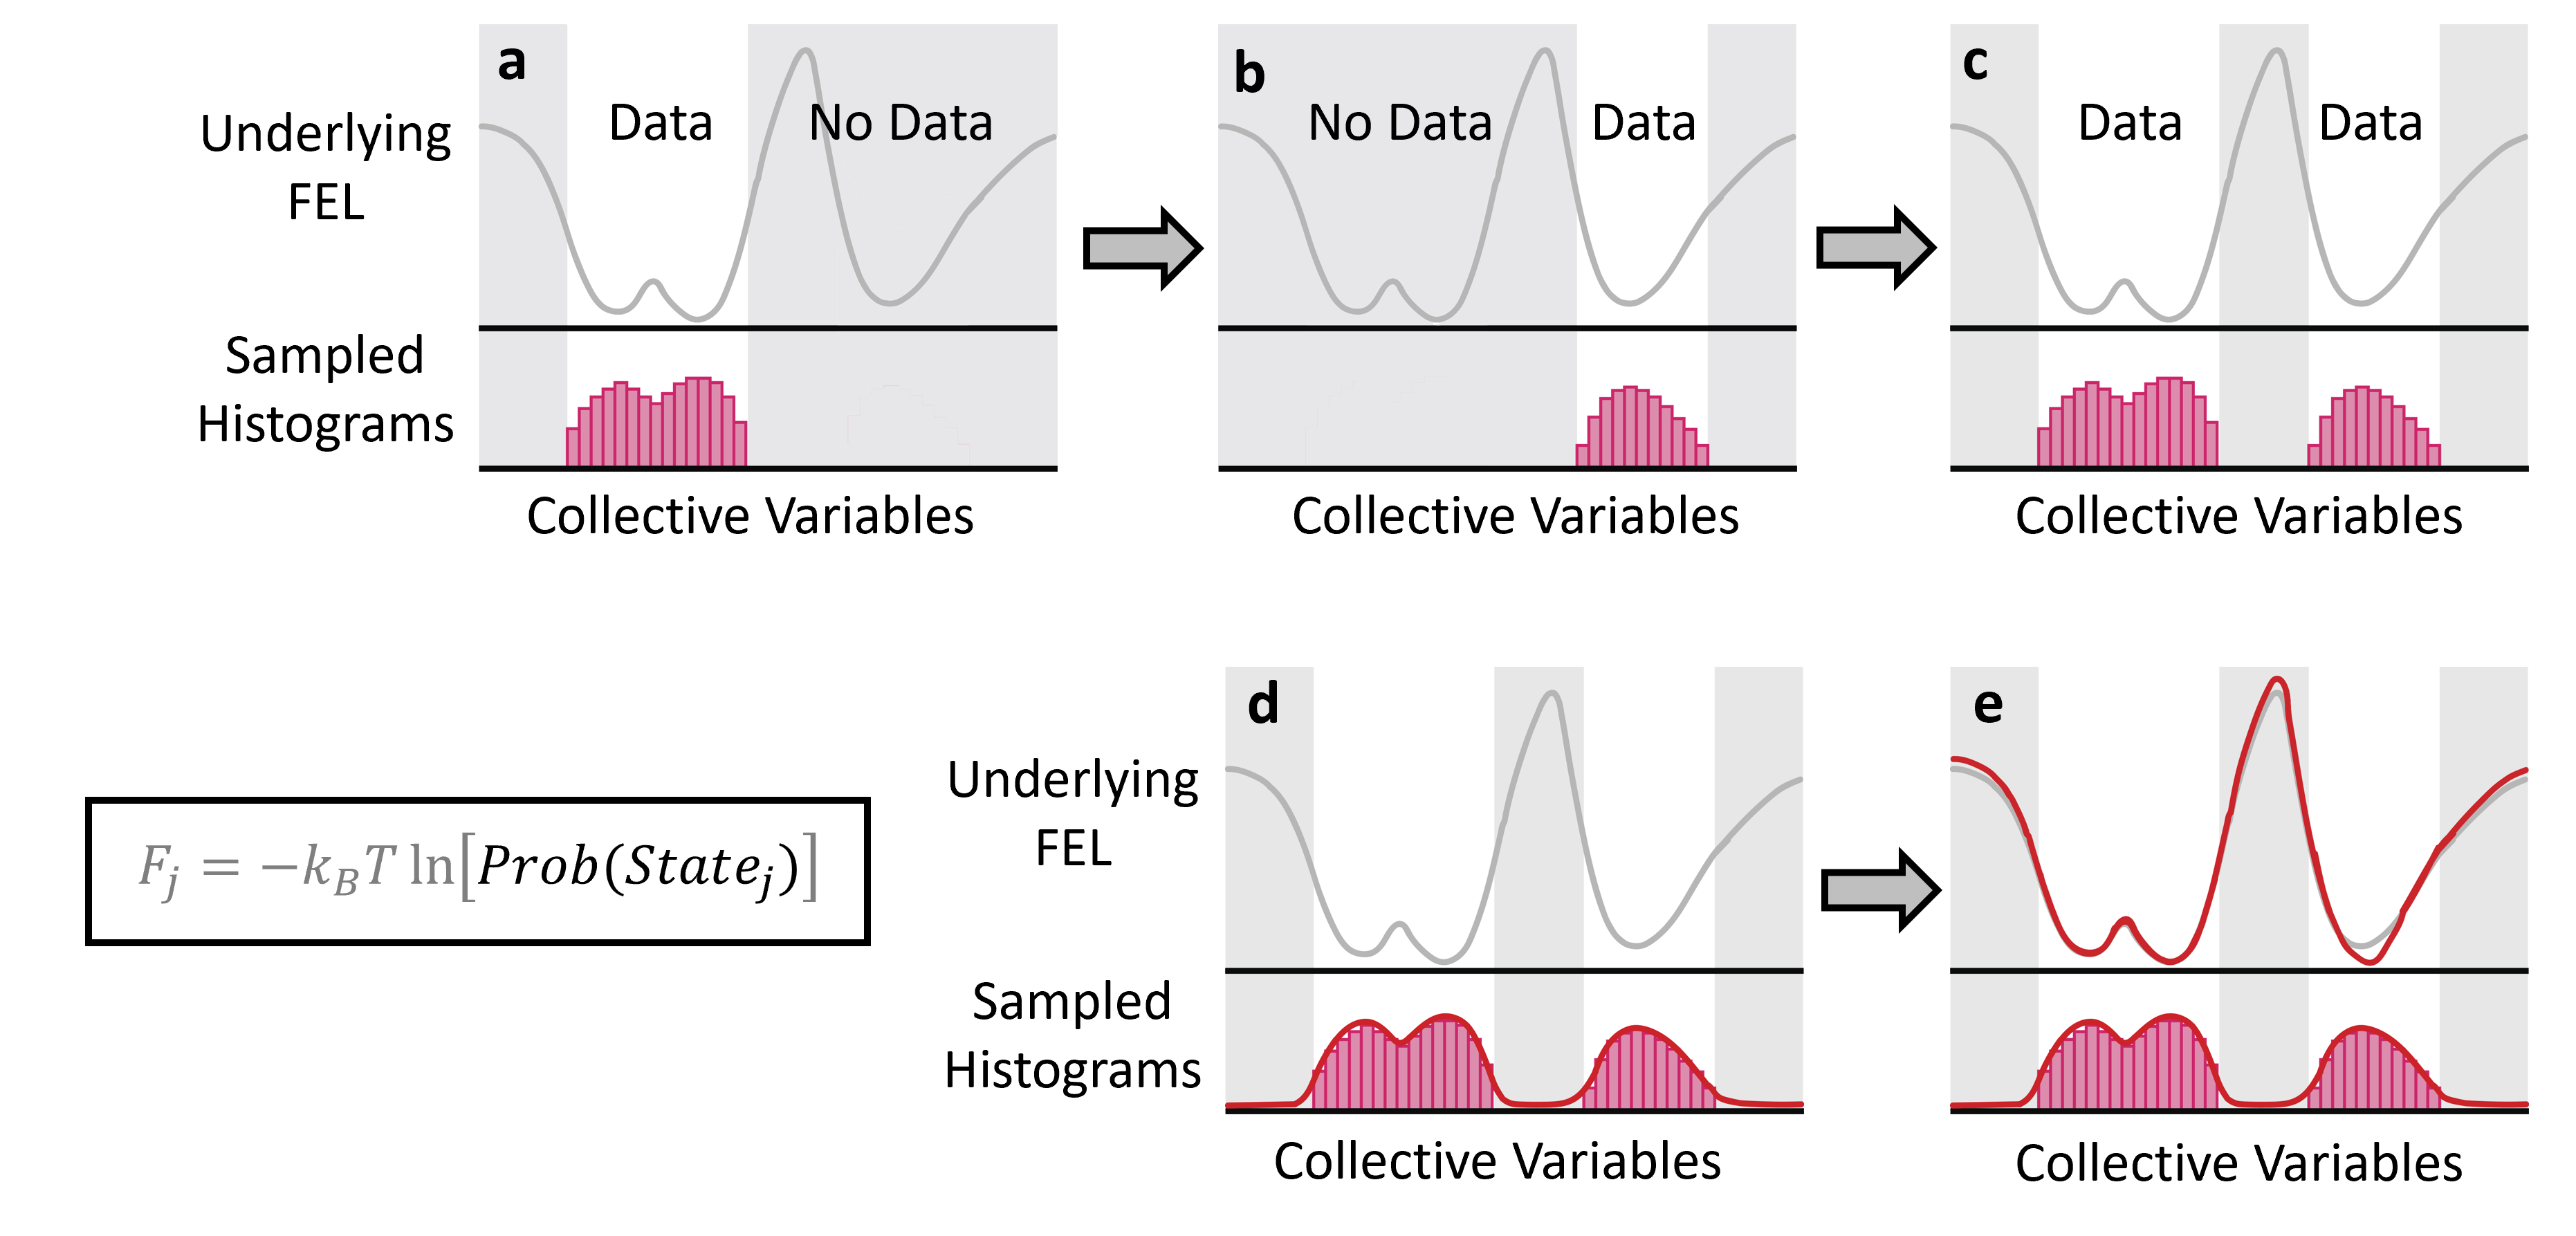 a
Data
No Data
Underlying
FEL
Sampled
Histograms
Collective Variables
b
No Data
Data
Collective Variables
c
Data
Data
Collective Variables
F_j = −k_B T ln[Prob(State_j)]
d
Underlying
FEL
Sampled
Histograms
Collective Variables
e
Collective Variables